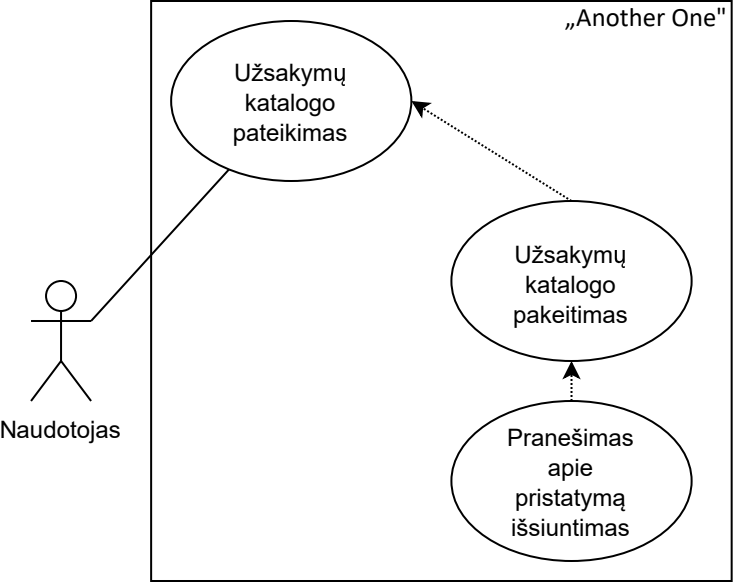 „Another One"
Užsakymų
katalogo
pateikimas
Užsakymų
katalogo
pakeitimas
Naudotojas
Pranešimas
apie
pristatymą
išsiuntimas